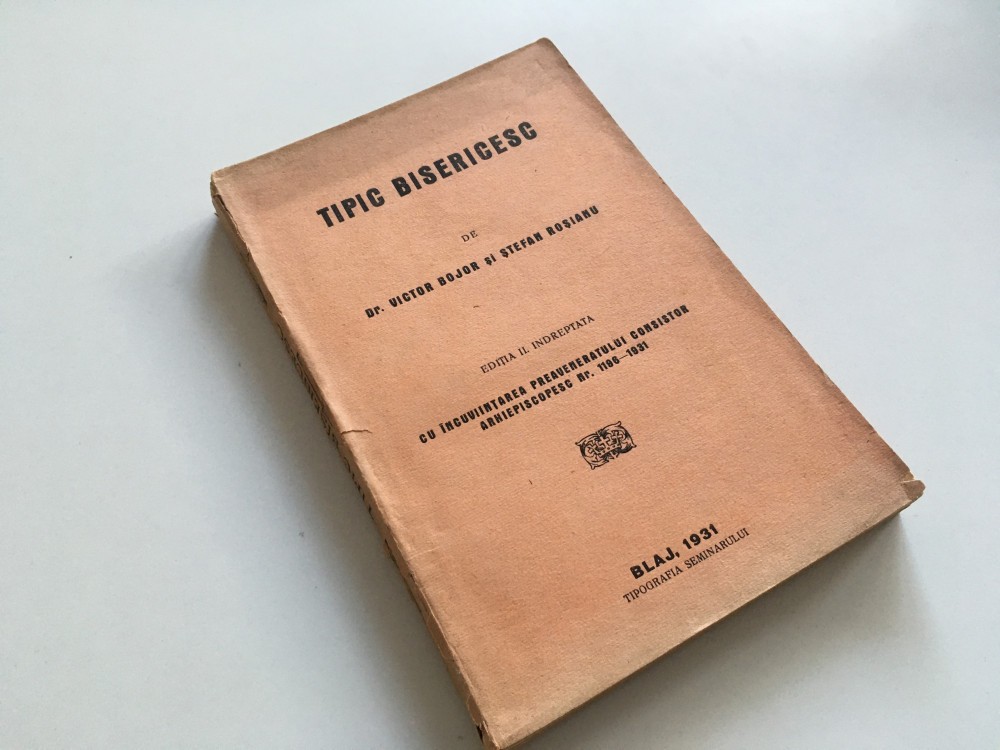 TIPIC BISERICESC
DE
Dr. VICTOR BOJOR ȘI ȘTEFAN ROȘIANU
EDIȚIA II. INDREPTATA
CU ÎNCUVIINȚAREA PREAVENERATULUI CONSISTOR
ARHIEPISCOPESC Nr. 1106—1931
BLAJ, 1931
TIPOGRAFIA SEMINARULUI